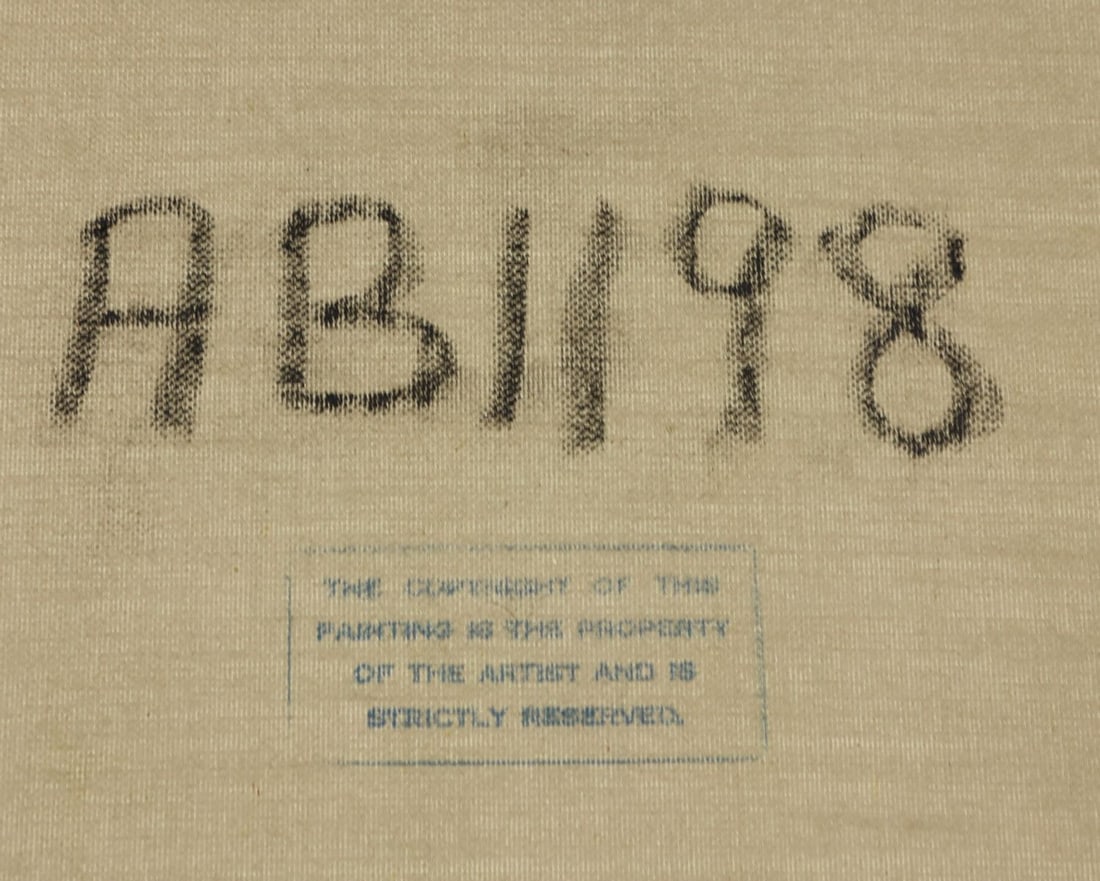 AB1198
THE COPYRIGHT OF THIS
PAINTING IS THE PROPERTY
OF THE ARTIST AND IS
STRICTLY RESERVED.